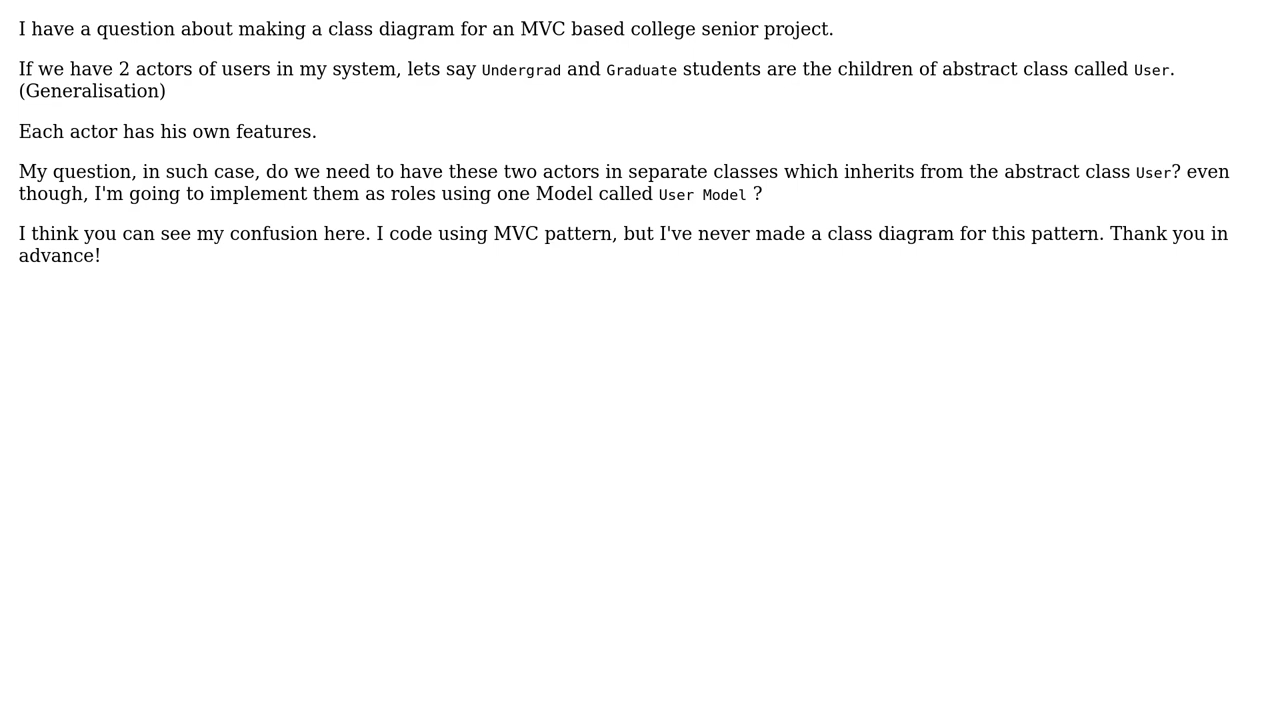 I have a question about making a class diagram for an MVC based college senior project.
If we have 2 actors of users in my system, lets say Undergrad and Graduate students are the children of abstract class called User.
(Generalisation)
Each actor has his own features.
My question, in such case, do we need to have these two actors in separate classes which inherits from the abstract class User? even
though, I'm going to implement them as roles using one Model called User Model ?
I think you can see my confusion here. I code using MVC pattern, but I've never made a class diagram for this pattern. Thank you in
advance!